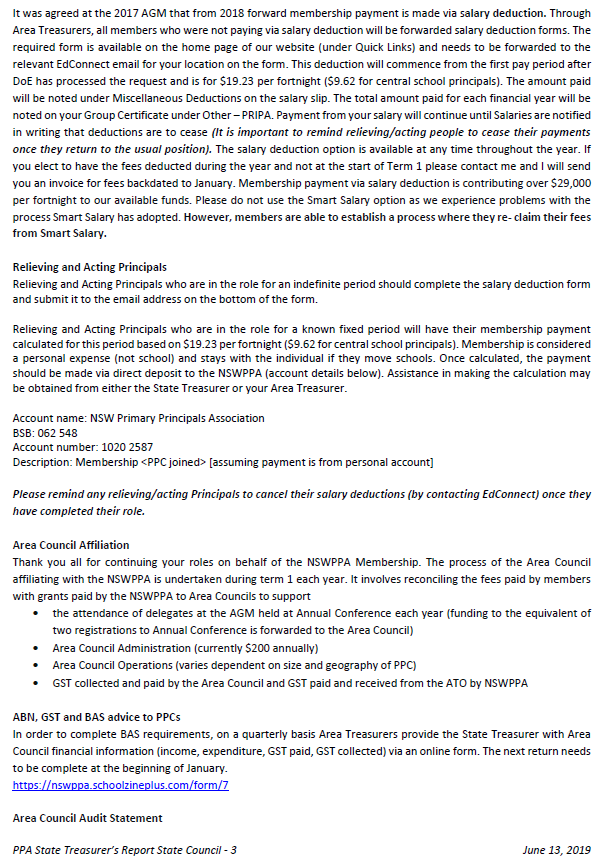 It was agreed at the 2017 AGM that from 2018 forward membership payment is made via salary deduction. Through
Area Treasurers, all members who were not paying via salary deduction will be forwarded salary deduction forms. The
required form is available on the home page of our website (under Quick Links) and needs to be forwarded to the
relevant EdConnect email for your location on the form. This deduction will commence from the first pay period after
DoE has processed the request and is for $19.23 per fortnight ($9.62 for central school principals). The amount paid
will be noted under Miscellaneous Deductions on the salary slip. The total amount paid for each financial year will be
noted on your Group Certificate under Other – PRIPA. Payment from your salary will continue until Salaries are notified
in writing that deductions are to cease (It is important to remind relieving/acting people to cease their payments
once they return to the usual position). The salary deduction option is available at any time throughout the year. If
you elect to have the fees deducted during the year and not at the start of Term 1 please contact me and I will send
you an invoice for fees backdated to January. Membership payment via salary deduction is contributing over $29,000
per fortnight to our available funds. Please do not use the Smart Salary option as we experience problems with the
process Smart Salary has adopted. However, members are able to establish a process where they re- claim their fees
from Smart Salary.
Relieving and Acting Principals
Relieving and Acting Principals who are in the role for an indefinite period should complete the salary deduction form
and submit it to the email address on the bottom of the form.
Relieving and Acting Principals who are in the role for a known fixed period will have their membership payment
calculated for this period based on $19.23 per fortnight ($9.62 for central school principals). Membership is considered
a personal expense (not school) and stays with the individual if they move schools. Once calculated, the payment
should be made via direct deposit to the NSWPPA (account details below). Assistance in making the calculation may
be obtained from either the State Treasurer or your Area Treasurer.
Account name: NSW Primary Principals Association
BSB: 062 548
Account number: 1020 2587
Description: Membership <PPC joined> [assuming payment is from personal account]
Please remind any relieving/acting Principals to cancel their salary deductions (by contacting EdConnect) once they
have completed their role.
Area Council Affiliation
Thank you all for continuing your roles on behalf of the NSWPPA Membership. The process of the Area Council
affiliating with the NSWPPA is undertaken during term 1 each year. It involves reconciling the fees paid by members
with grants paid by the NSWPPA to Area Councils to support
• the attendance of delegates at the AGM held at Annual Conference each year (funding to the equivalent of
two registrations to Annual Conference is forwarded to the Area Council)
• Area Council Administration (currently $200 annually)
• Area Council Operations (varies dependent on size and geography of PPC)
• GST collected and paid by the Area Council and GST paid and received from the ATO by NSWPPA
ABN, GST and BAS advice to PPCs
In order to complete BAS requirements, on a quarterly basis Area Treasurers provide the State Treasurer with Area
Council financial information (income, expenditure, GST paid, GST collected) via an online form. The next return needs
to be complete at the beginning of January.
https://nswppa.schoolzineplus.com/form/7
Area Council Audit Statement
PPA State Treasurer's Report State Council - 3 June 13, 2019